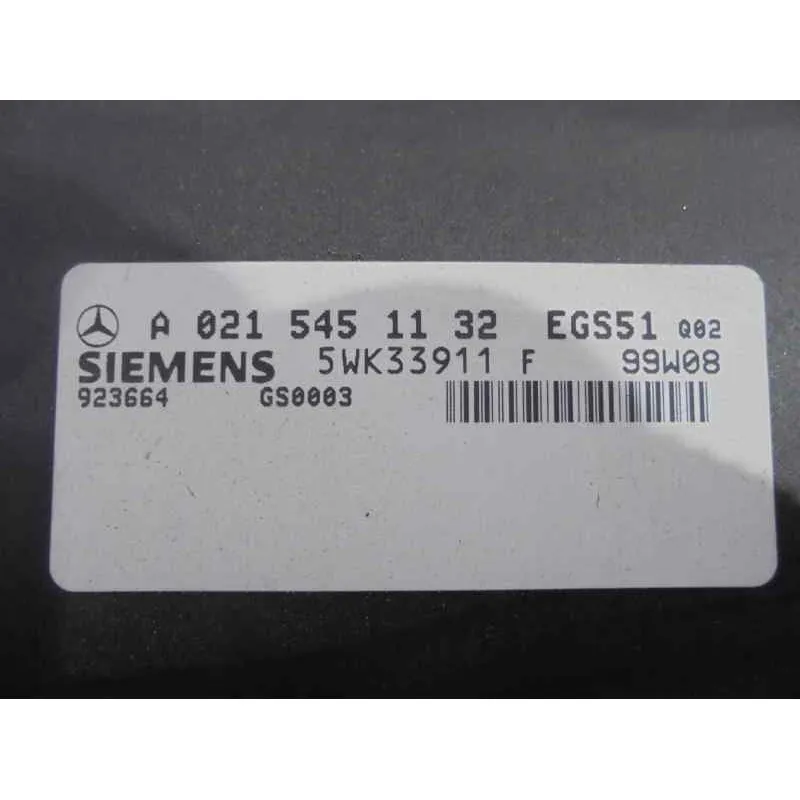 A 021 545 11 32 EGS51 Q02
SIEMENS 5WK33911 F 99W08
923664 GS0003